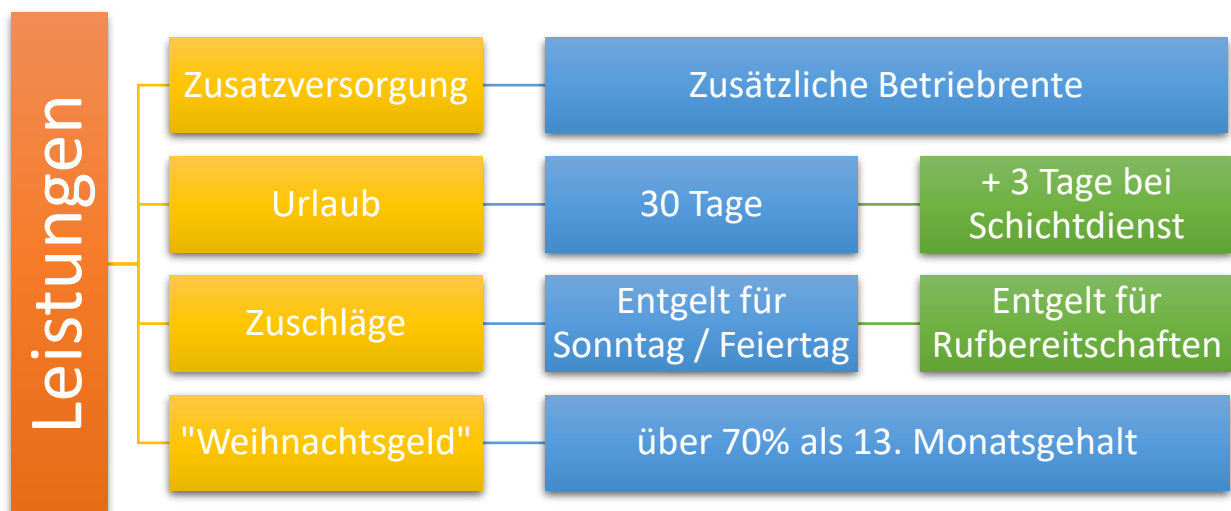 Leistungen
Zusatzversorgung
Zusätzliche Betriebrente
Urlaub
30 Tage
+ 3 Tage bei
Schichtdienst
Zuschläge
Entgelt für
Sonntag / Feiertag
Entgelt für
Rufbereitschaften
"Weihnachtsgeld"
über 70% als 13. Monatsgehalt